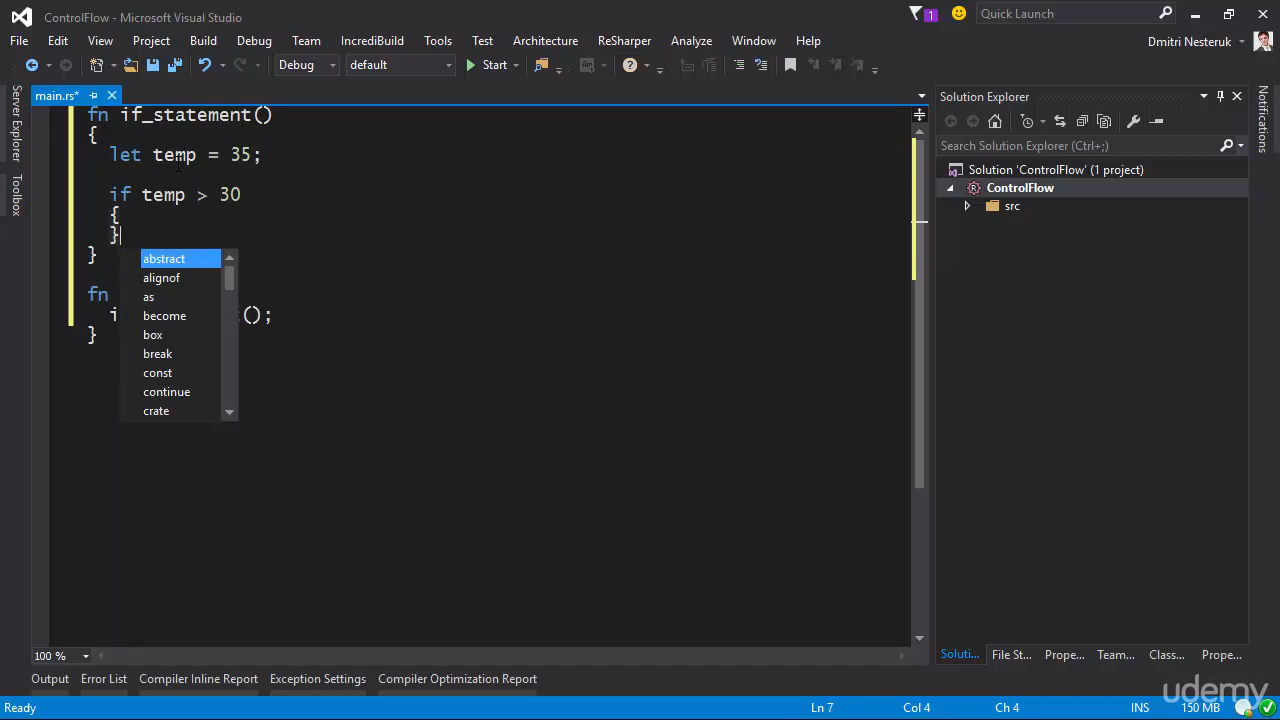 ControlFlow - Microsoft Visual Studio
1
Quick Launch
File Edit View Project Build Debug Team IncrediBuild Tools Test Architecture ReSharper Analyze Window Help
Dmitri Nesteruk
Debug
default
Start
main.rs*
Server Explorer
Toolbox
fn if_statement()
{
let temp = 35;
if temp > 30
{
}
}
fn
i ();
}
abstract
alignof
as
become
box
break
const
continue
crate
100 %
Solution Explorer
Search Solution Explorer (Ctrl+;)
Solution 'ControlFlow' (1 project)
ControlFlow
src
Notifications
Soluti... File St... Prope... Team... Class... Prope...
Output Error List Compiler Inline Report Exception Settings Compiler Optimization Report
udemy
Ready Ln 7 Col 4 Ch 4 INS 150 MB